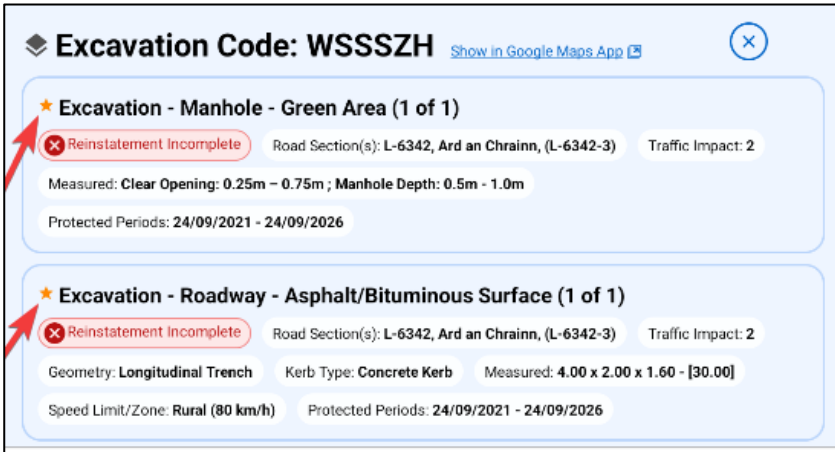 Excavation Code: WSSSZH Show in Google Maps App
Excavation - Manhole - Green Area (1 of 1)
Reinstatement Incomplete Road Section(s): L-6342, Ard an Chrainn, (L-6342-3) Traffic Impact: 2
Measured: Clear Opening: 0.25m – 0.75m ; Manhole Depth: 0.5m - 1.0m
Protected Periods: 24/09/2021 - 24/09/2026
Excavation - Roadway - Asphalt/Bituminous Surface (1 of 1)
Reinstatement Incomplete Road Section(s): L-6342, Ard an Chrainn, (L-6342-3) Traffic Impact: 2
Geometry: Longitudinal Trench Kerb Type: Concrete Kerb Measured: 4.00 x 2.00 x 1.60 - [30.00]
Speed Limit/Zone: Rural (80 km/h) Protected Periods: 24/09/2021 - 24/09/2026